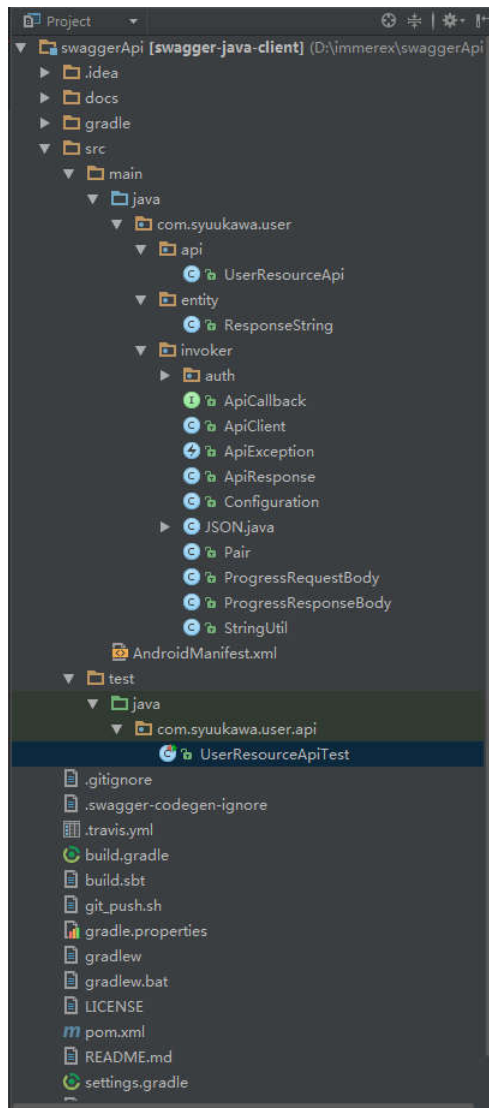 Project
swaggerApi [swagger-java-client] (D:\immerex\swaggerApi
.idea
docs
gradle
src
main
java
com.syuukawa.user
api
UserResourceApi
entity
ResponseString
invoker
auth
ApiCallback
ApiClient
ApiException
ApiResponse
Configuration
JSON.java
Pair
ProgressRequestBody
ProgressResponseBody
StringUtil
AndroidManifest.xml
test
java
com.syuukawa.user.api
UserResourceApiTest
.gitignore
.swagger-codegen-ignore
.travis.yml
build.gradle
build.sbt
git_push.sh
gradle.properties
gradlew
gradlew.bat
LICENSE
pom.xml
README.md
settings.gradle